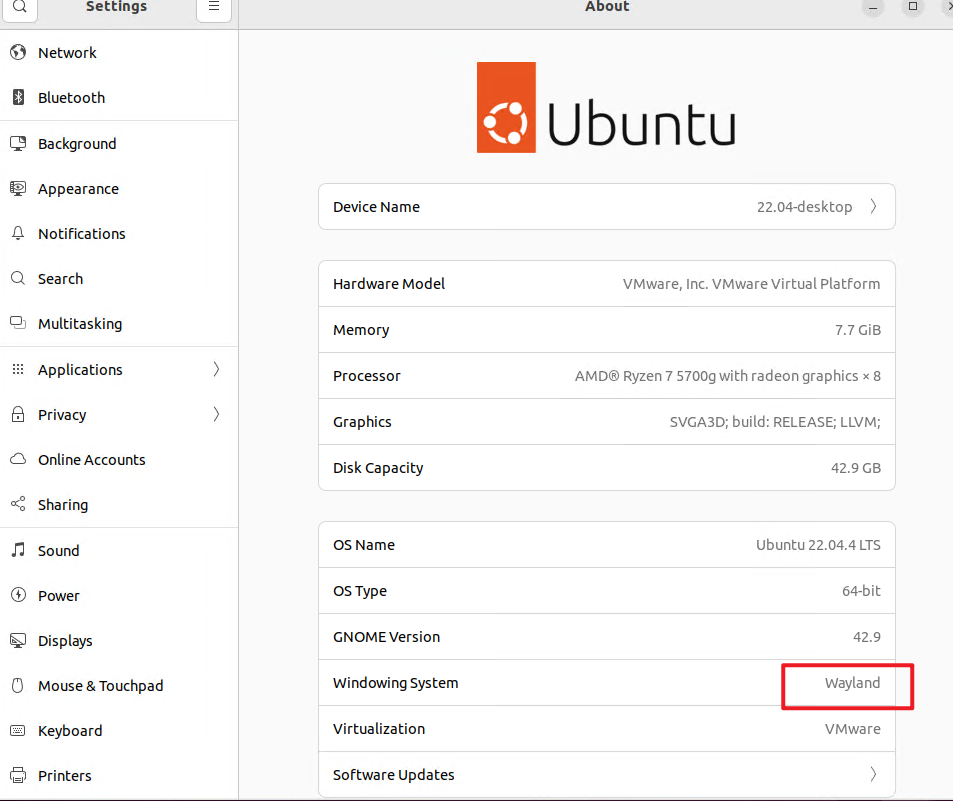 Settings
About
Network
Bluetooth
Background
Appearance
Notifications
Search
Multitasking
Applications
Privacy
Online Accounts
Sharing
Sound
Power
Displays
Mouse & Touchpad
Keyboard
Printers
Ubuntu
Device Name 22.04-desktop
Hardware Model VMware, Inc. VMware Virtual Platform
Memory 7.7 GiB
Processor AMD® Ryzen 7 5700g with radeon graphics × 8
Graphics SVGA3D; build: RELEASE; LLVM;
Disk Capacity 42.9 GB
OS Name Ubuntu 22.04.4 LTS
OS Type 64-bit
GNOME Version 42.9
Windowing System Wayland
Virtualization VMware
Software Updates